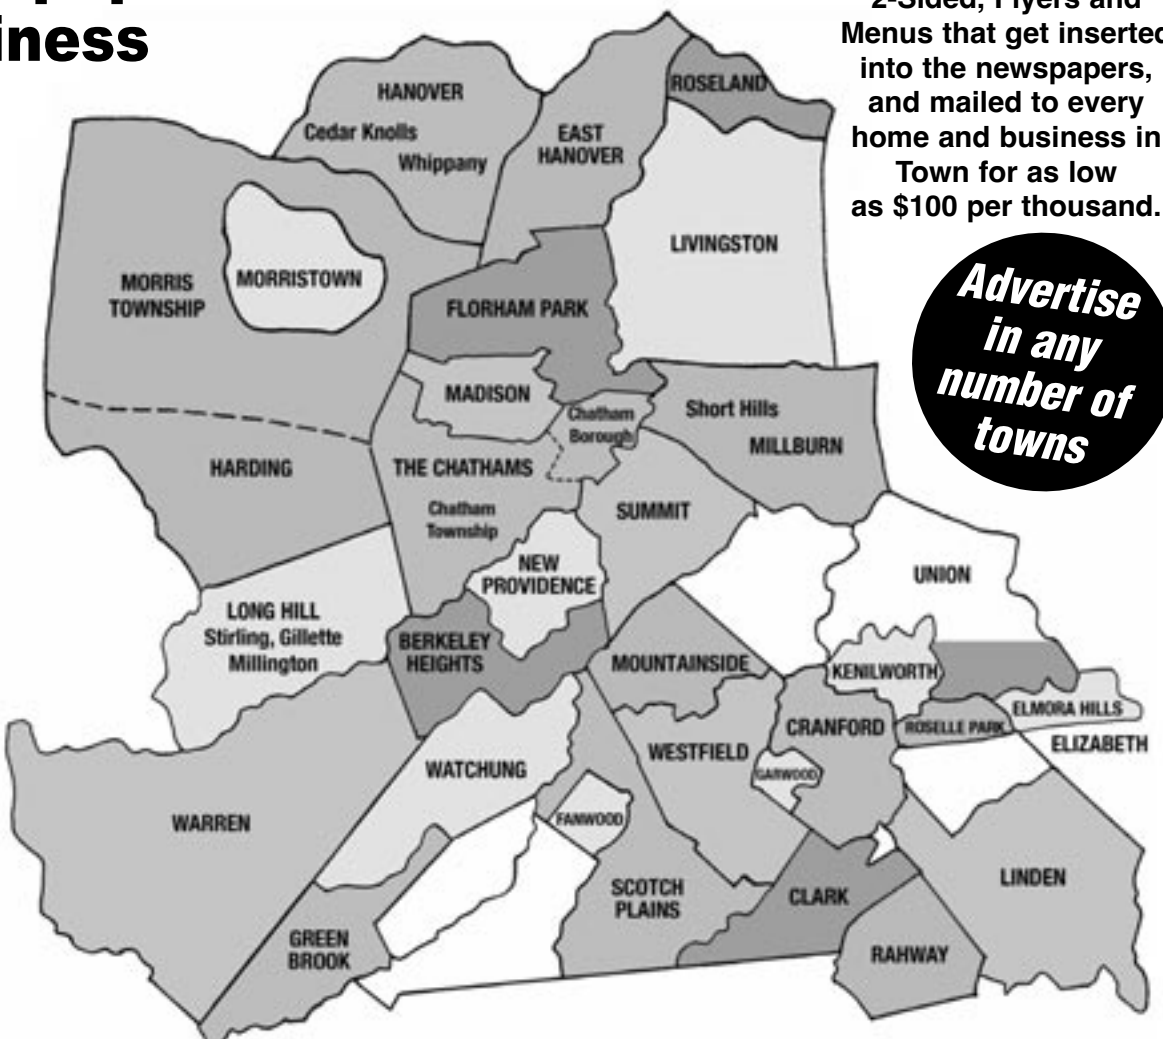 iness
2-Sided, Flyers and
Menus that get inserted
into the newspapers,
and mailed to every
home and business in
Town for as low
as $100 per thousand.
Advertise
in any
number of
towns
HANOVER
Cedar Knolls
Whippany
EAST
HANOVER
ROSELAND
LIVINGSTON
MORRIS
TOWNSHIP
MORRISTOWN
FLORHAM PARK
MADISON
Chatham
Borough
Short Hills
MILLBURN
HARDING
THE CHATHAMS
Chatham
Township
SUMMIT
NEW
PROVIDENCE
UNION
LONG HILL
Stirling, Gillette
Millington
BERKELEY
HEIGHTS
MOUNTAINSIDE
KENILWORTH
ELMORA HILLS
ROSELLE PARK
ELIZABETH
CRANFORD
WESTFIELD
GARWOOD
WATCHUNG
WARREN
FANWOOD
SCOTCH
PLAINS
CLARK
LINDEN
GREEN
BROOK
RAHWAY